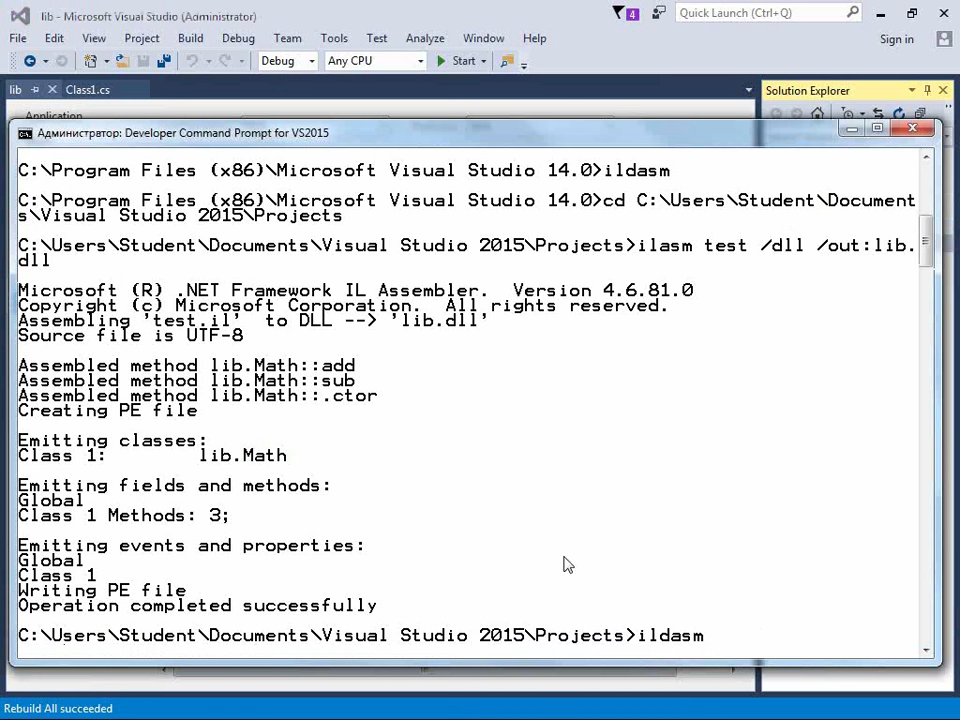 lib - Microsoft Visual Studio (Administrator)
4
Quick Launch (Ctrl+Q)
File Edit View Project Build Debug Team Tools Test Analyze Window Help
Sign in
Debug Any CPU Start
lib Class1.cs
Solution Explorer
Application
Администратор: Developer Command Prompt for VS2015
C:\Program Files (x86)\Microsoft Visual Studio 14.0>ildasm
C:\Program Files (x86)\Microsoft Visual Studio 14.0>cd C:\Users\Student\Document
s\Visual Studio 2015\Projects
C:\Users\Student\Documents\Visual Studio 2015\Projects>ilasm test /dll /out:lib.
dll
Microsoft (R) .NET Framework IL Assembler.  Version 4.6.81.0
Copyright (c) Microsoft Corporation.  All rights reserved.
Assembling 'test.il'  to DLL --> 'lib.dll'
Source file is UTF-8
Assembled method lib.Math::add
Assembled method lib.Math::sub
Assembled method lib.Math::.ctor
Creating PE file
Emitting classes:
Class 1:        lib.Math
Emitting fields and methods:
Global
Class 1 Methods: 3;
Emitting events and properties:
Global
Class 1
Writing PE file
Operation completed successfully
C:\Users\Student\Documents\Visual Studio 2015\Projects>ildasm
Rebuild All succeeded